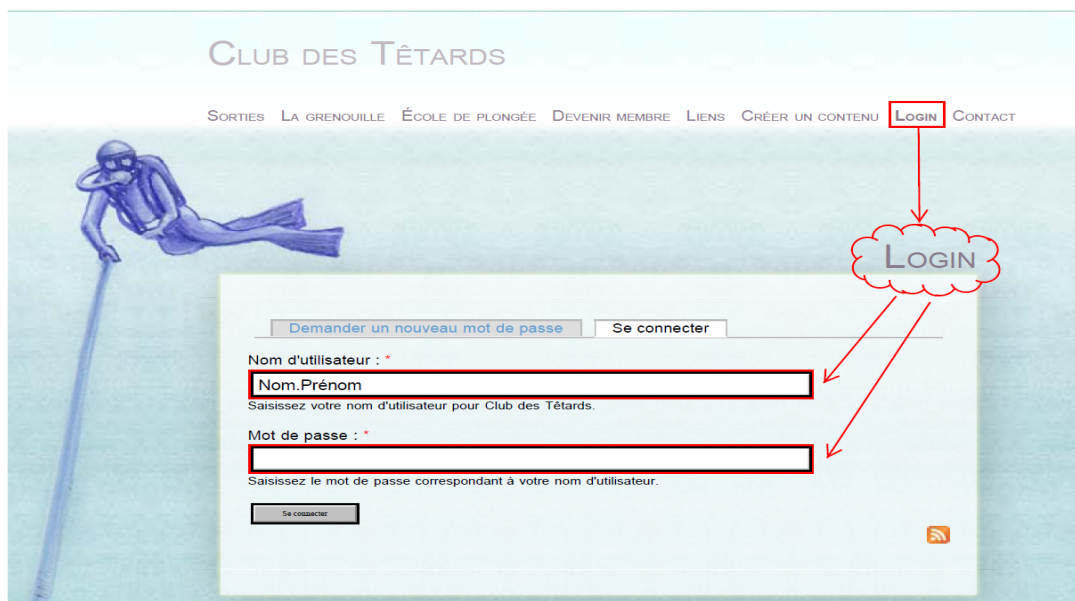 Club des Têtards
Sorties La grenouille École de plongée Devenir membre Liens Créer un contenu Login Contact
Login
Demander un nouveau mot de passe Se connecter
Nom d'utilisateur : *
Nom.Prénom
Saisissez votre nom d'utilisateur pour Club des Têtards.
Mot de passe : *
Saisissez le mot de passe correspondant à votre nom d'utilisateur.
Se connecter